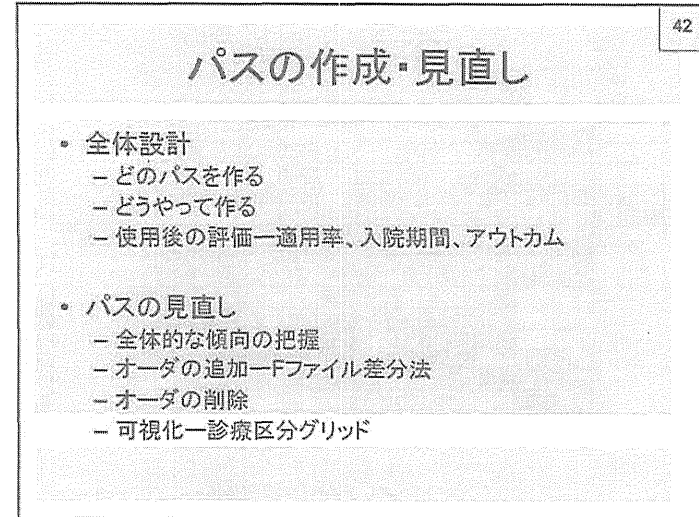 42
パスの作成・見直し
• 全体設計
– どのパスを作る
– どうやって作る
– 使用後の評価ー適用率、入院期間、アウトカム
• パスの見直し
– 全体的な傾向の把握
– オーダの追加ーFファイル差分法
– オーダの削除
– 可視化ー診療区分グリッド